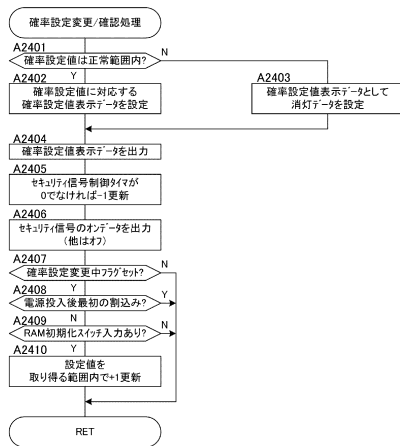 確率設定変更/確認処理
A2401
確率設定値は正常範囲内?
N
Y
A2402
確率設定値に対応する
確率設定値表示データを設定
A2403
確率設定値表示データとして
消灯データを設定
A2404
確率設定値表示データを出力
A2405
セキュリティ信号制御タイマが
0でなければ-1更新
A2406
セキュリティ信号のオンデータを出力
(他はオフ)
A2407
確率設定変更中フラグセット?
N
Y
A2408
電源投入後最初の割込み?
Y
N
A2409
RAM初期化スイッチ入力あり?
N
Y
A2410
設定値を
取り得る範囲内で+1更新
RET